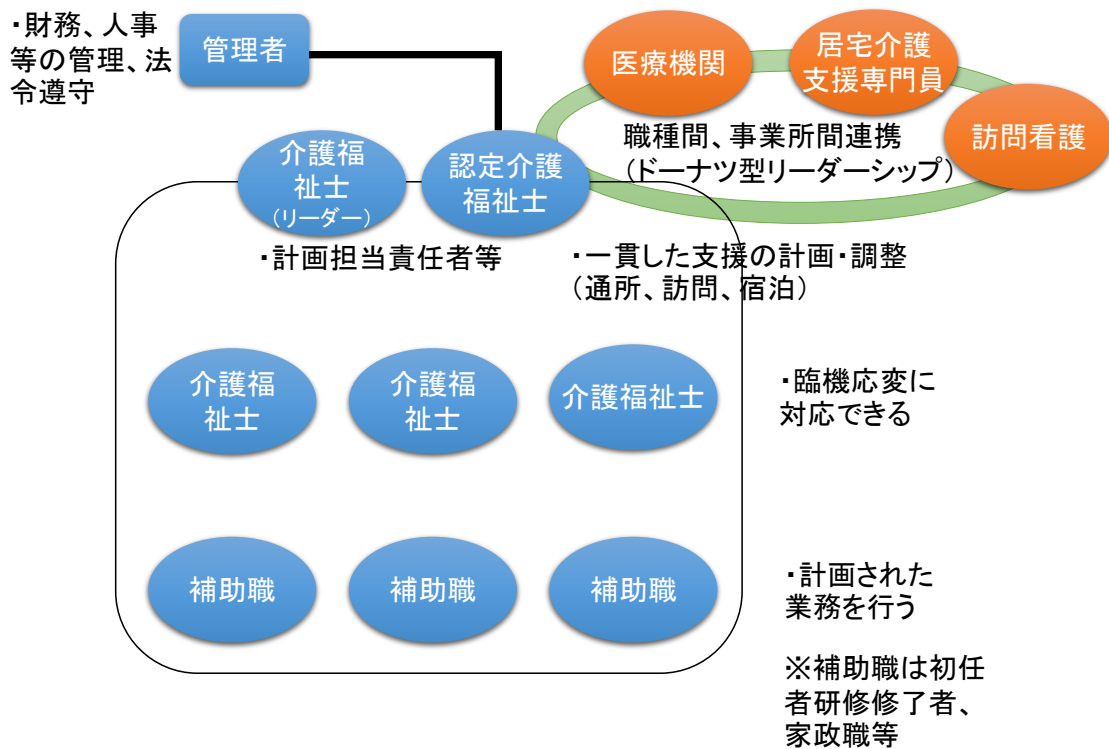 ・財務、人事
等の管理、法
令遵守
管理者
医療機関
居宅介護
支援専門員
訪問看護
職種間、事業所間連携
（ドーナツ型リーダーシップ）
介護福
祉士
（リーダー）
認定介護
福祉士
・計画担当責任者等
・一貫した支援の計画・調整
（通所、訪問、宿泊）
介護福
祉士
介護福
祉士
介護福祉士
・臨機応変に
対応できる
補助職
補助職
補助職
・計画された
業務を行う
※補助職は初任
者研修修了者、
家政職等